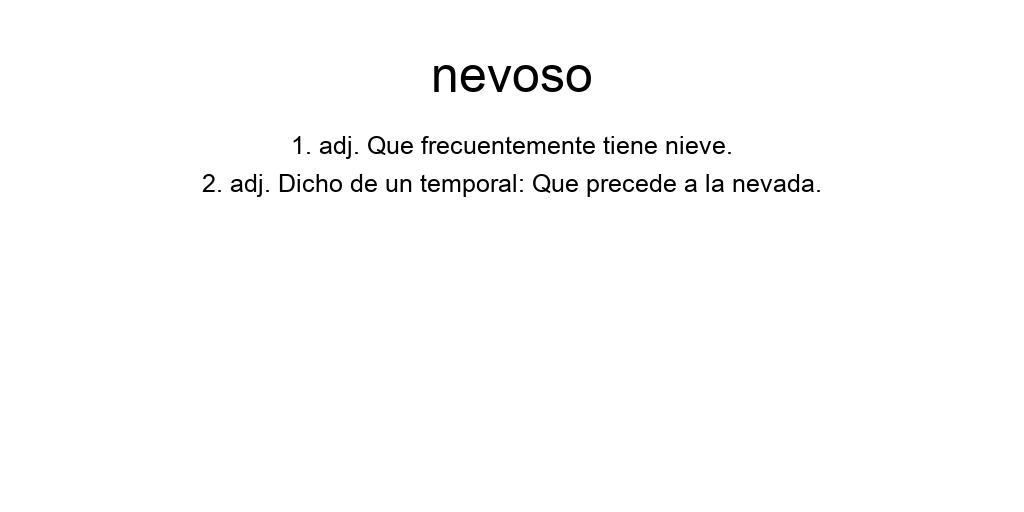 nevoso
1. adj. Que frecuentemente tiene nieve.
2. adj. Dicho de un temporal: Que precede a la nevada.